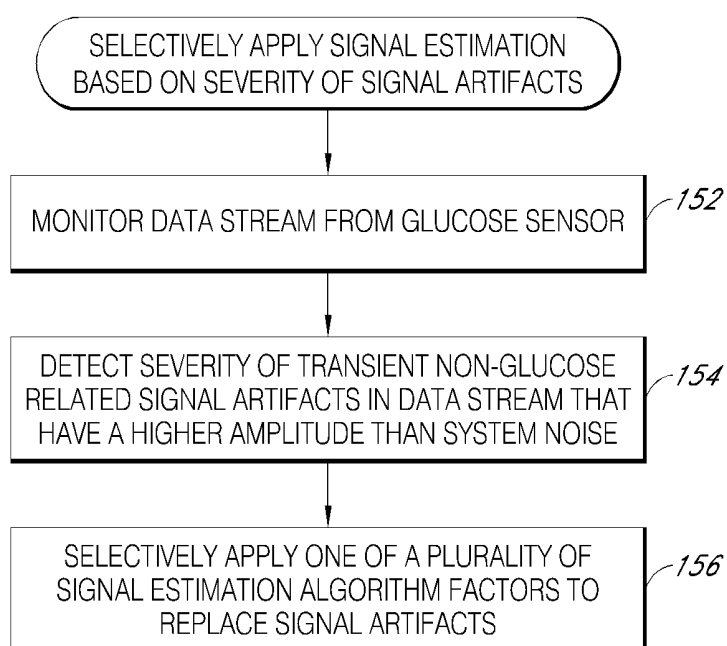 SELECTIVELY APPLY SIGNAL ESTIMATION
BASED ON SEVERITY OF SIGNAL ARTIFACTS
MONITOR DATA STREAM FROM GLUCOSE SENSOR
152
DETECT SEVERITY OF TRANSIENT NON-GLUCOSE
RELATED SIGNAL ARTIFACTS IN DATA STREAM THAT
HAVE A HIGHER AMPLITUDE THAN SYSTEM NOISE
154
SELECTIVELY APPLY ONE OF A PLURALITY OF
SIGNAL ESTIMATION ALGORITHM FACTORS TO
REPLACE SIGNAL ARTIFACTS
156